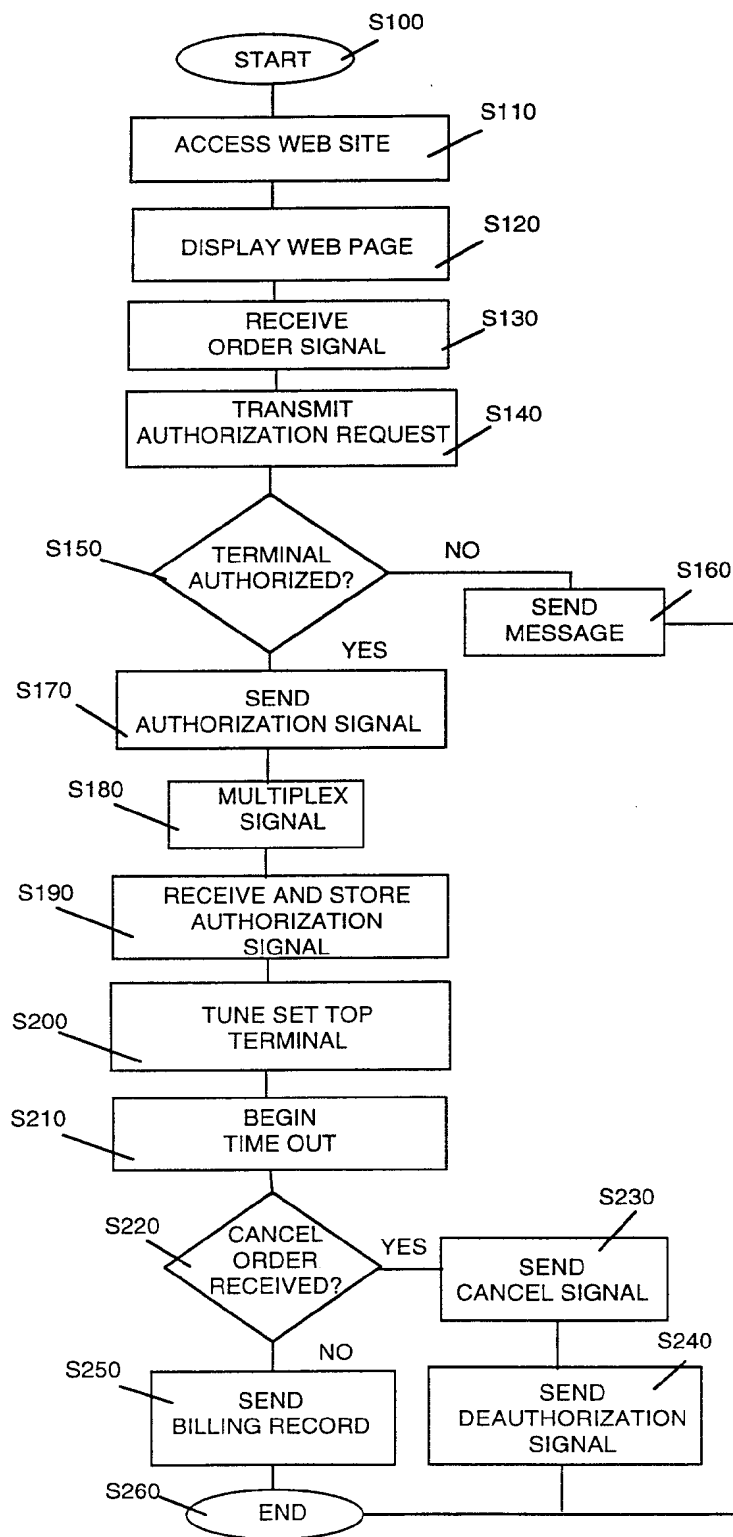 S100
START
S110
ACCESS WEB SITE
S120
DISPLAY WEB PAGE
S130
RECEIVE
ORDER SIGNAL
TRANSMIT
AUTHORIZATION REQUEST
S140
S150
TERMINAL
AUTHORIZED?
NO
S160
SEND
MESSAGE
YES
S170
SEND
AUTHORIZATION SIGNAL
S180
MULTIPLEX
SIGNAL
S190
RECEIVE AND STORE
AUTHORIZATION
SIGNAL
S200
TUNE SET TOP
TERMINAL
S210
BEGIN
TIME OUT
S220
CANCEL
ORDER
RECEIVED?
YES
S230
SEND
CANCEL SIGNAL
NO
S240
SEND
DEAUTHORIZATION
SIGNAL
S250
SEND
BILLING RECORD
S260
END